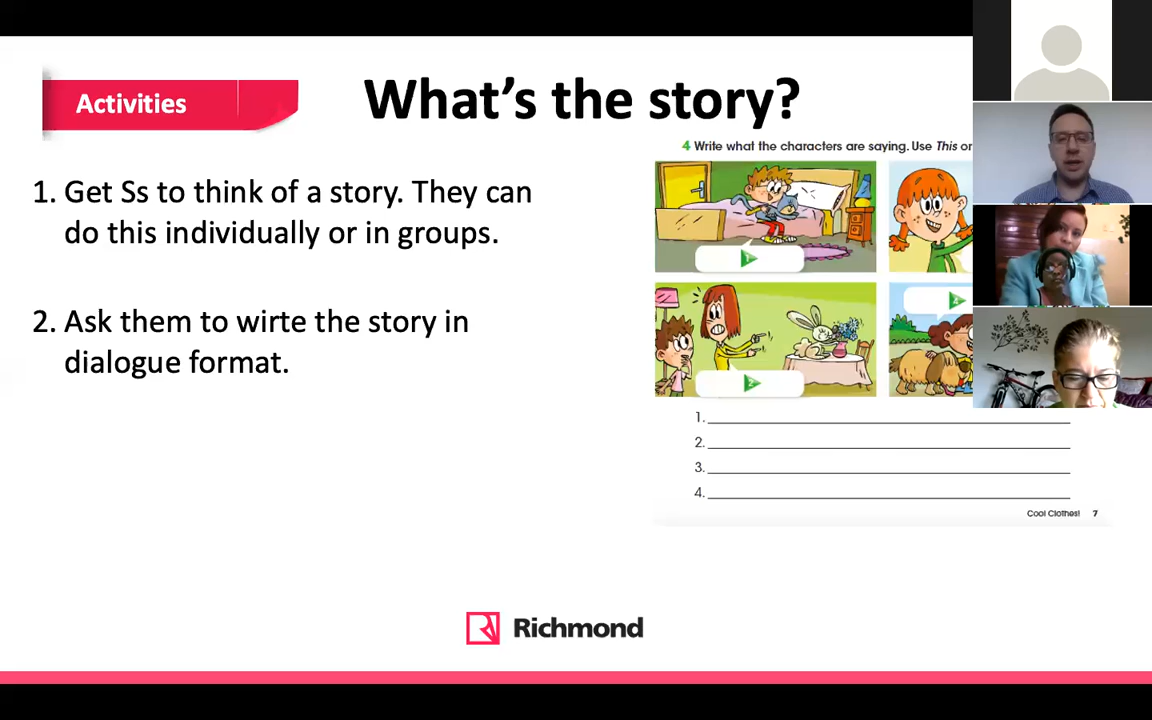 Activities
What's the story?
1. Get Ss to think of a story. They can
do this individually or in groups.
2. Ask them to wirte the story in
dialogue format.
4 Write what the characters are saying. Use This or
1
2
1.
2.
3.
4.
Cool Clothes! 7
Richmond